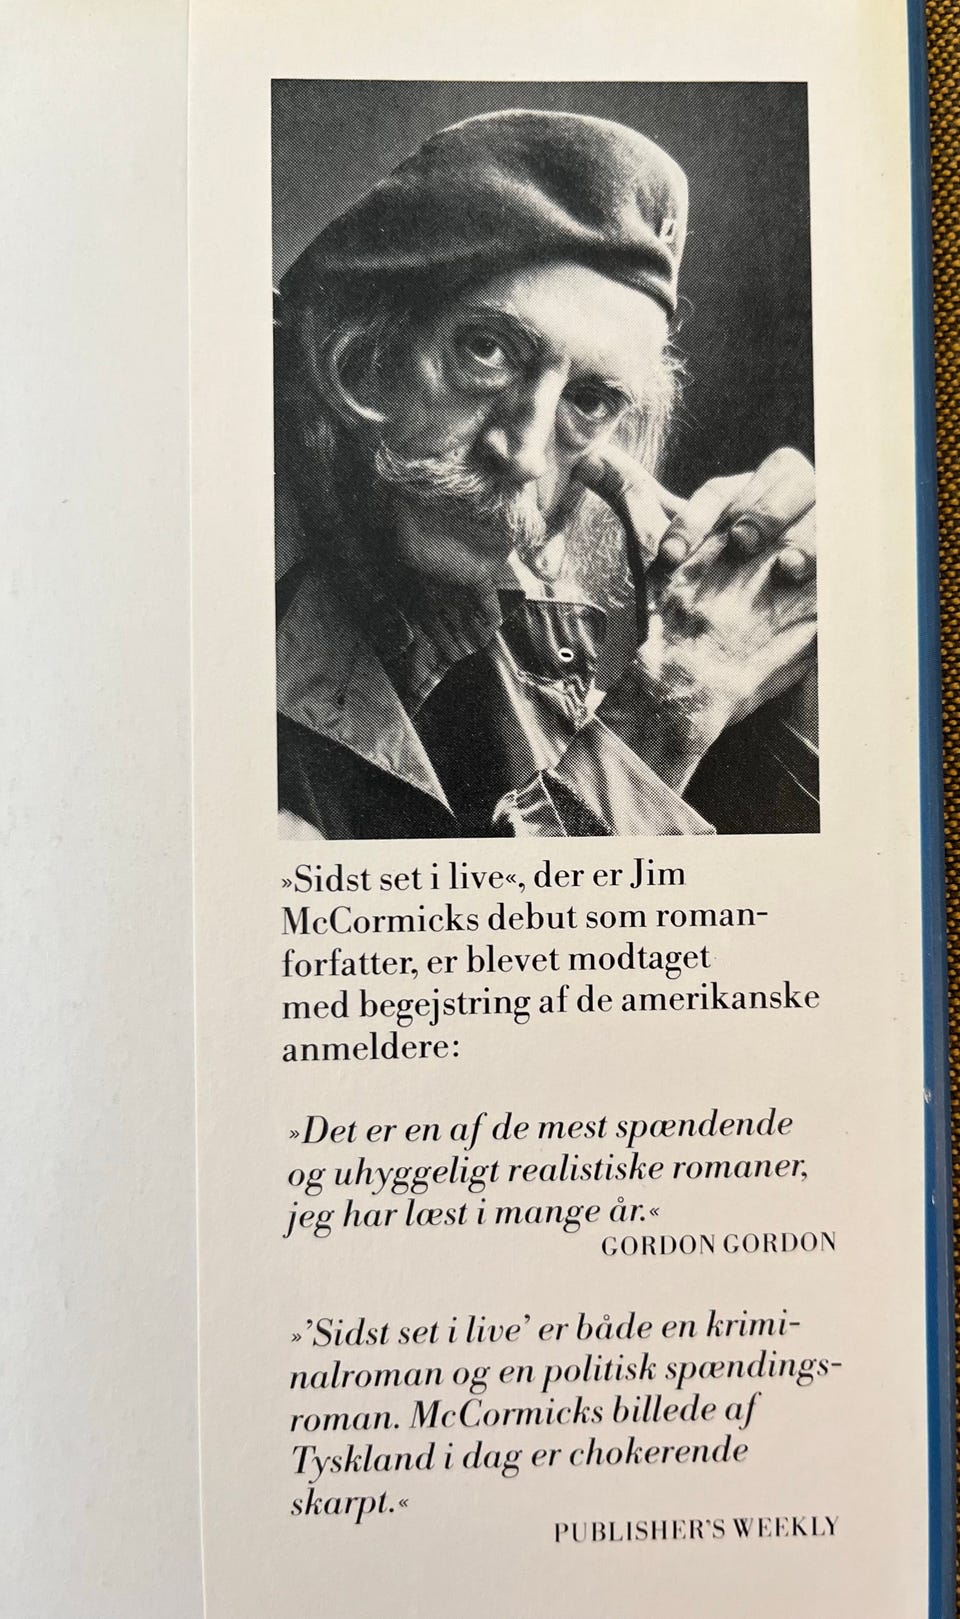 »Sidst set i live«, der er Jim
McCormicks debut som roman-
forfatter, er blevet modtaget
med begejstring af de amerikanske
anmeldere:
»Det er en af de mest spændende
og uhyggeligt realistiske romaner,
jeg har læst i mange år.«
GORDON GORDON
»’Sidst set i live’ er både en krimi-
nalroman og en politisk spændings-
roman. McCormicks billede af
Tyskland i dag er chokerende
skarpt.«
PUBLISHER’S WEEKLY